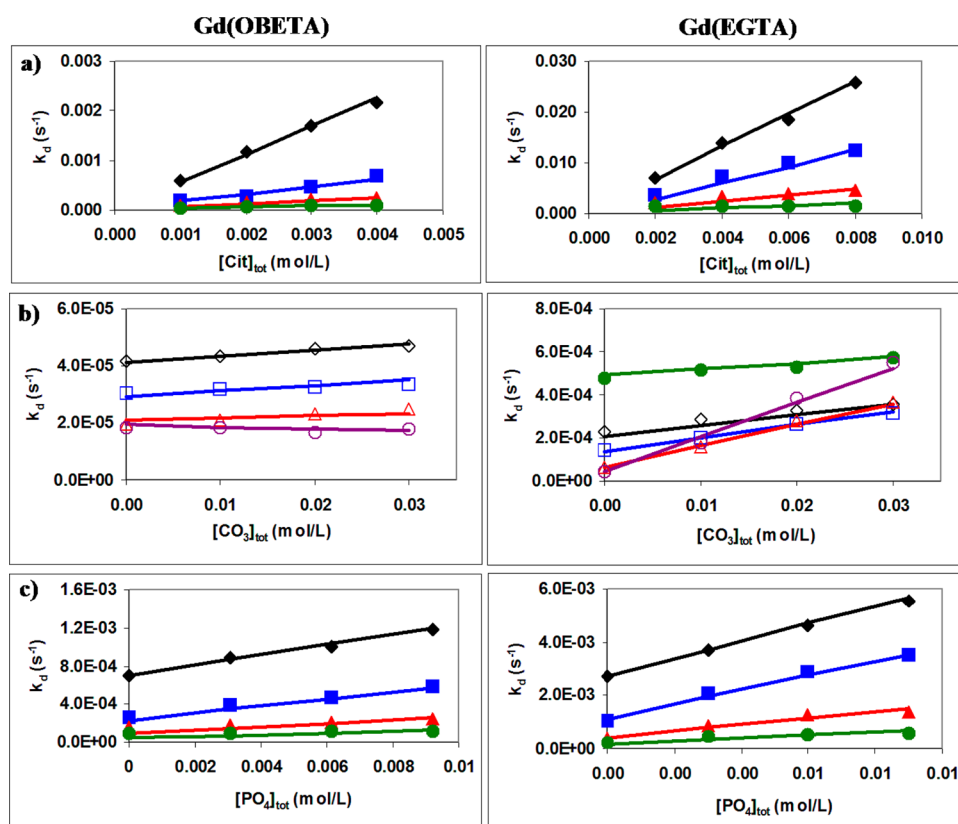 Gd(OBETA)
Gd(EGTA)
a)
0.003
0.002
0.001
0.000
k_d (s⁻¹)
0.000 0.001 0.002 0.003 0.004 0.005
[Cit]tot (mol/L)
0.030
0.020
0.010
0.000
k_d (s⁻¹)
0.000 0.002 0.004 0.006 0.008 0.010
[Cit]tot (mol/L)
b)
6.0E-05
4.0E-05
2.0E-05
0.0E+00
k_d (s⁻¹)
0.00 0.01 0.02 0.03
[CO₃]tot (mol/L)
8.0E-04
6.0E-04
4.0E-04
2.0E-04
0.0E+00
k_d (s⁻¹)
0.00 0.01 0.02 0.03
[CO₃]tot (mol/L)
c)
1.6E-03
1.2E-03
8.0E-04
4.0E-04
0.0E+00
k_d (s⁻¹)
0 0.002 0.004 0.006 0.008 0.01
[PO₄]tot (mol/L)
6.0E-03
4.0E-03
2.0E-03
0.0E+00
k_d (s⁻¹)
0.00 0.00 0.00 0.01 0.01 0.01
[PO₄]tot (mol/L)